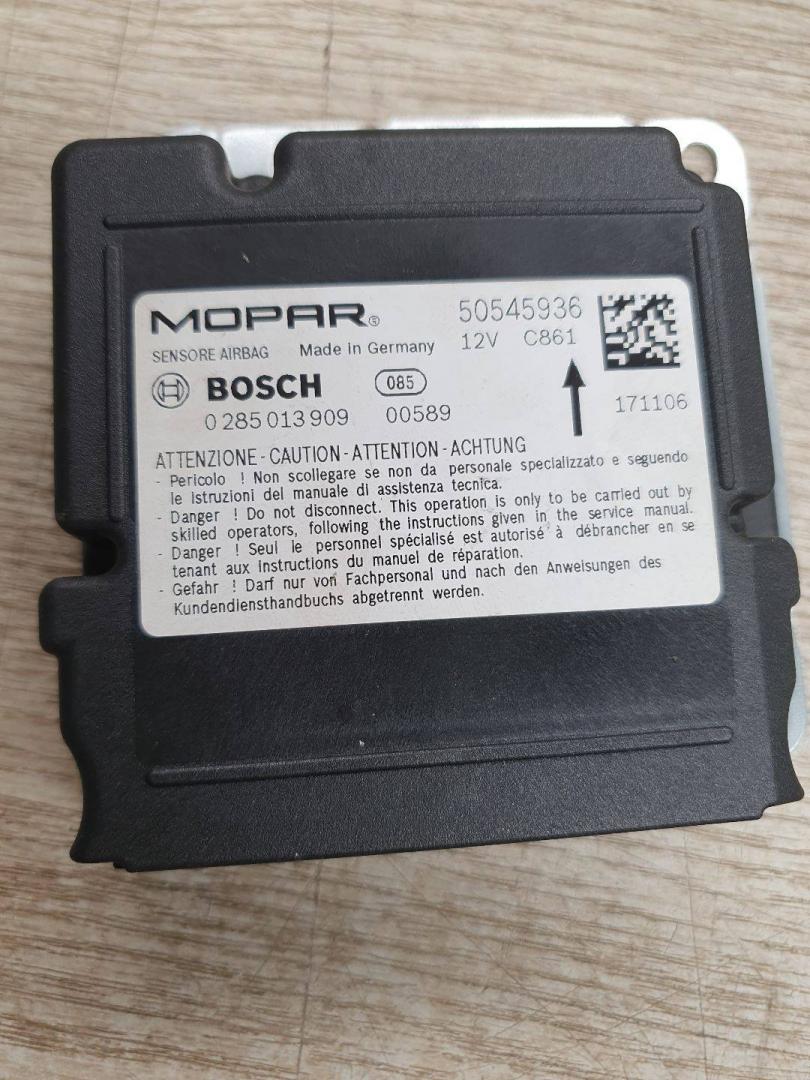 MOPAR® 50545936
SENSORE AIRBAG Made in Germany 12V C861
BOSCH 085
0 285 013 909 00589 171106
ATTENZIONE - CAUTION - ATTENTION - ACHTUNG
- Pericolo ! Non scollegare se non da personale specializzato e seguendo
le istruzioni del manuale di assistenza tecnica.
- Danger ! Do not disconnect. This operation is only to be carried out by
skilled operators, following the instructions given in the service manual.
- Danger ! Seul le personnel spécialisé est autorisé à débrancher en se
tenant aux instructions du manuel de réparation.
- Gefahr ! Darf nur von Fachpersonal und nach den Anweisungen des
Kundendiensthandbuchs abgetrennt werden.